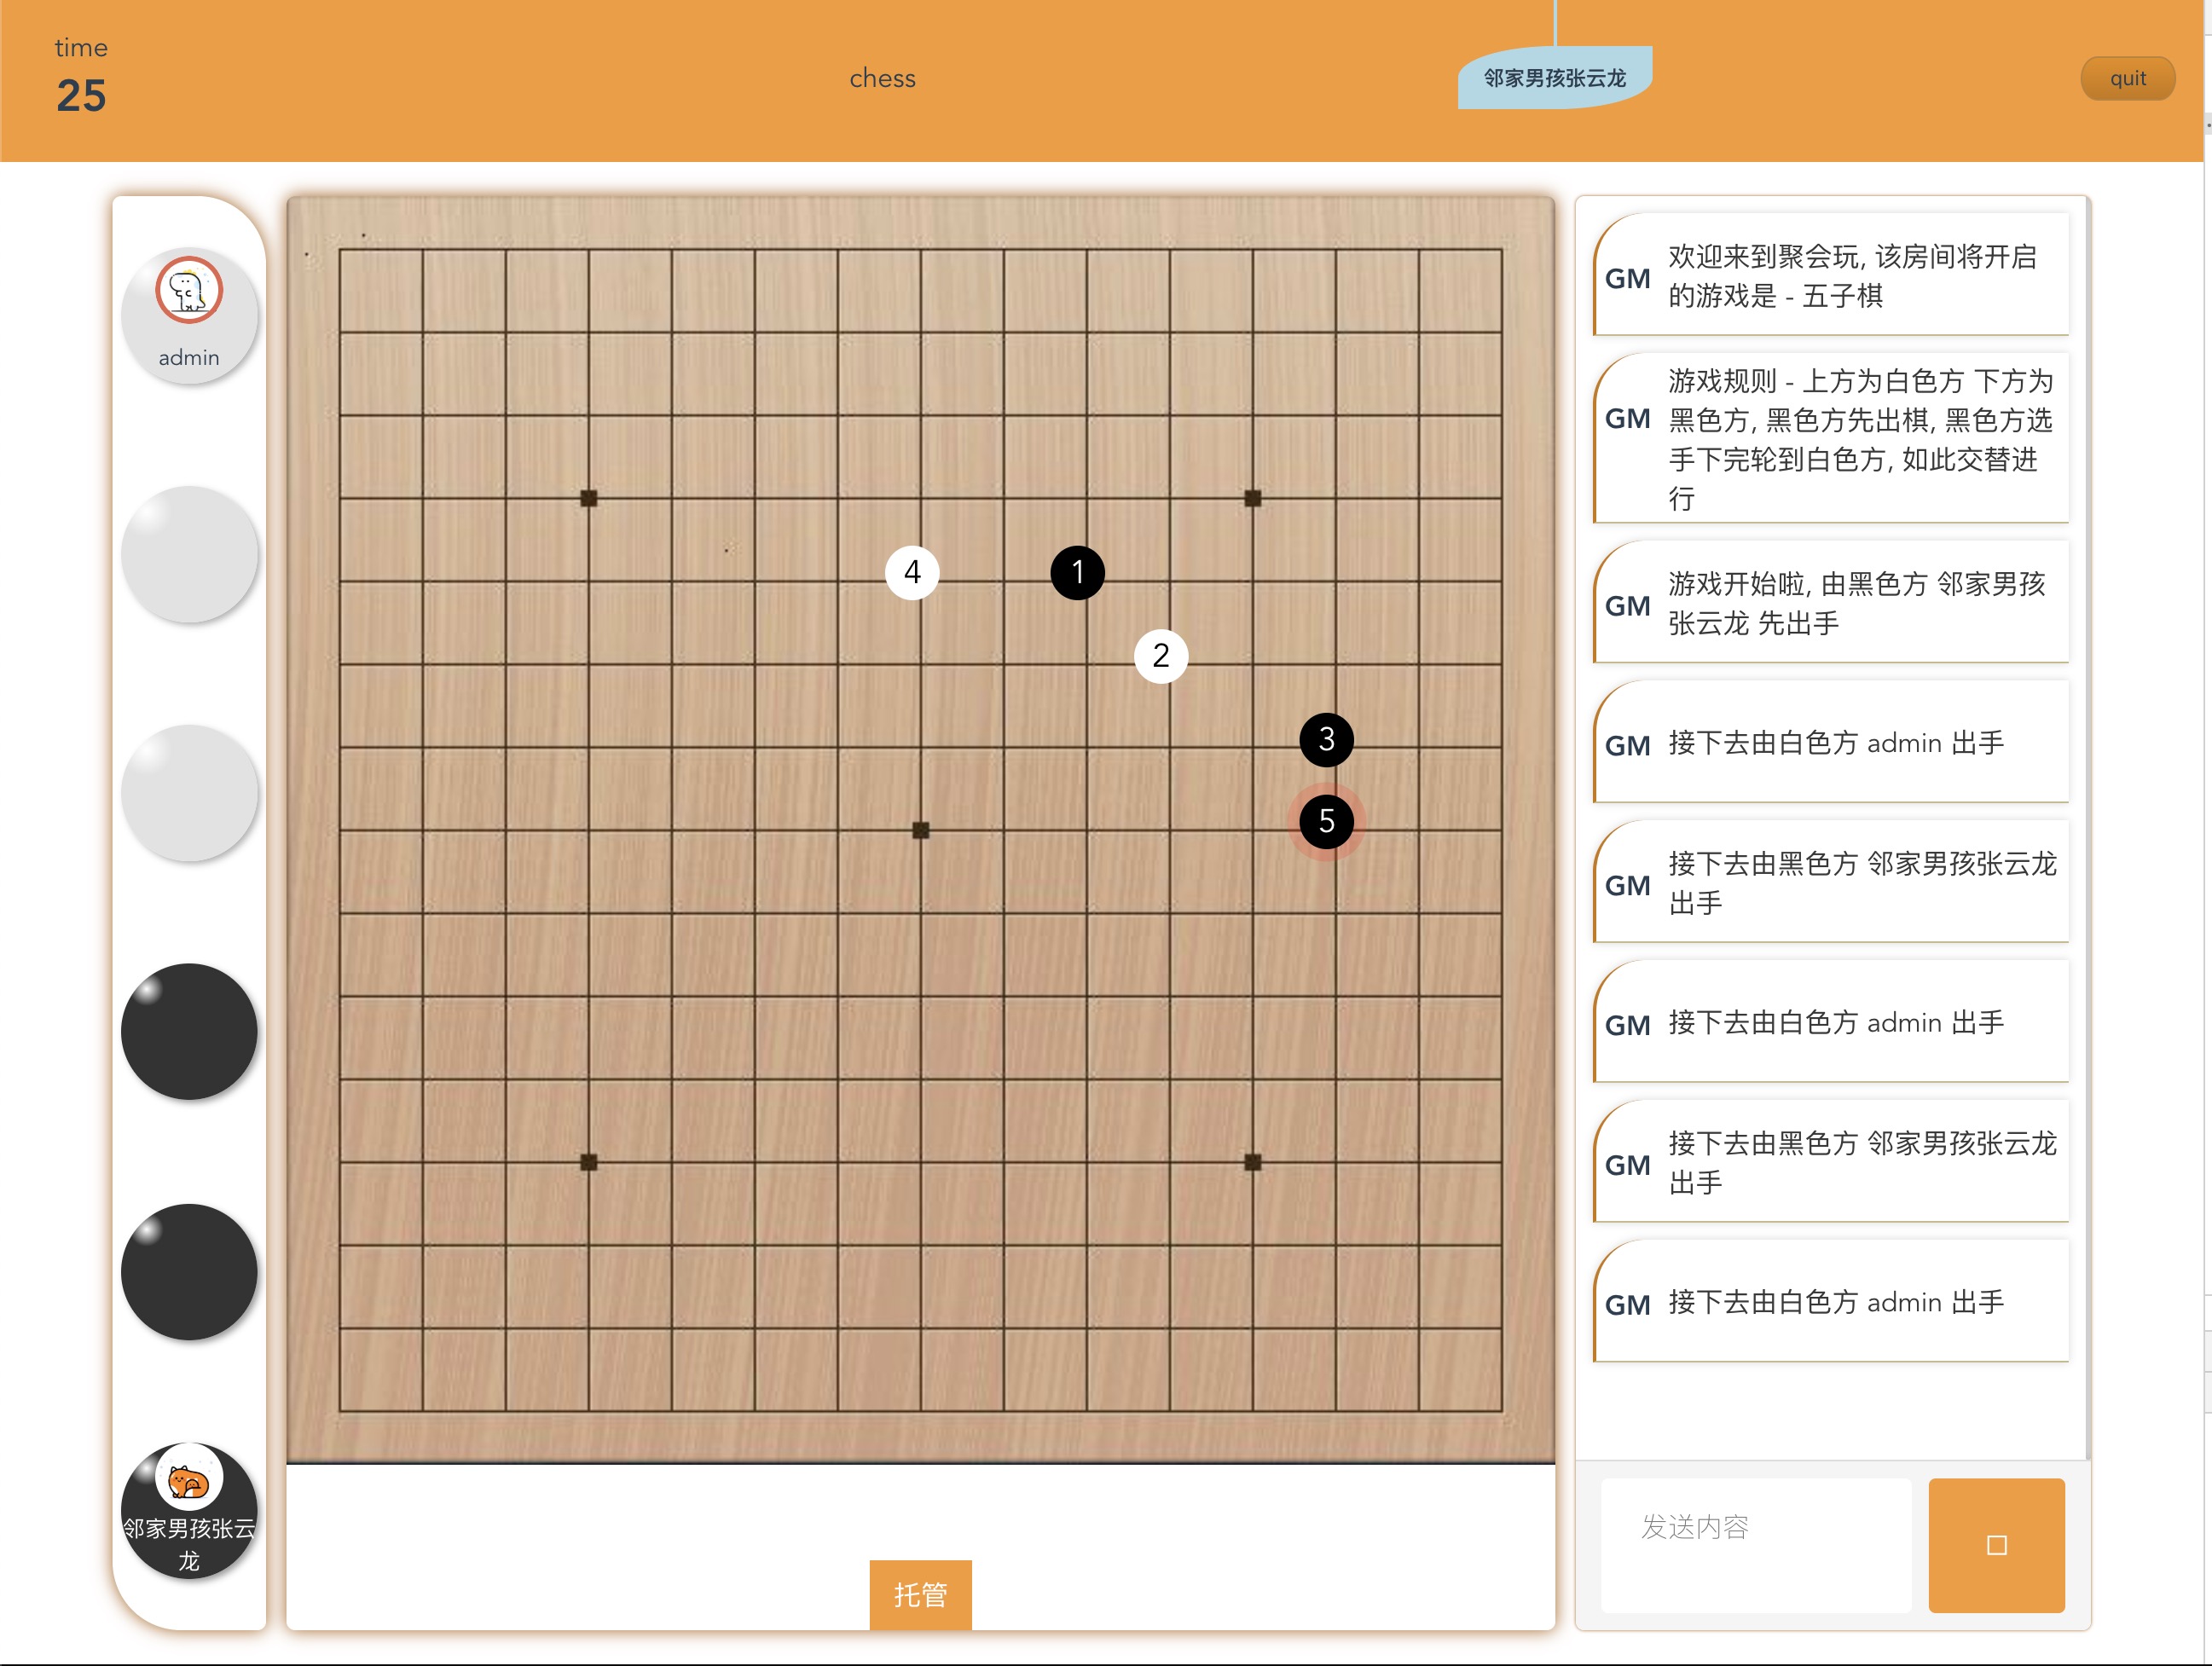 time
25
chess
邻家男孩张云龙
quit
admin
邻家男孩张云
龙
4
1
2
3
5
托管
GM
欢迎来到聚会玩, 该房间将开启
的游戏是 - 五子棋
GM
游戏规则 - 上方为白色方 下方为
黑色方, 黑色方先出棋, 黑色方选
手下完轮到白色方, 如此交替进
行
GM
游戏开始啦, 由黑色方 邻家男孩
张云龙 先出手
GM
接下去由白色方 admin 出手
GM
接下去由黑色方 邻家男孩张云龙
出手
GM
接下去由白色方 admin 出手
GM
接下去由黑色方 邻家男孩张云龙
出手
GM
接下去由白色方 admin 出手
发送内容